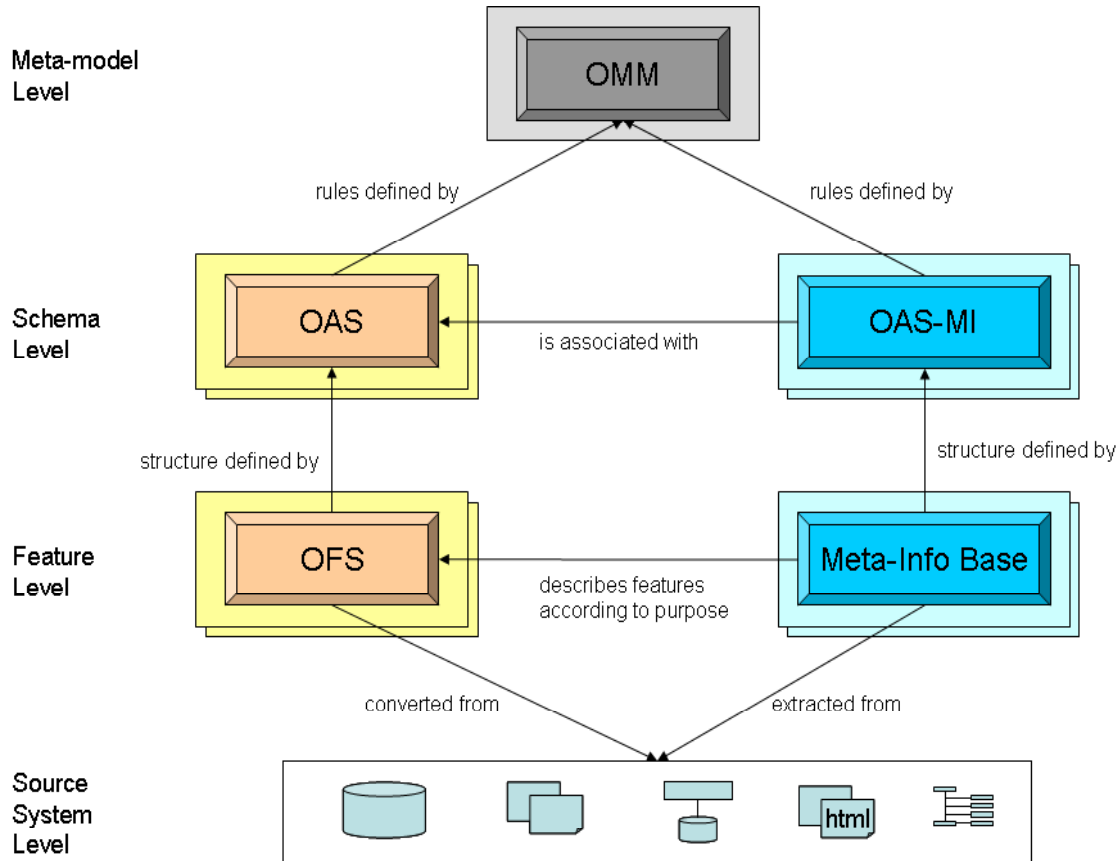 Meta-model
Level
OMM
rules defined by
rules defined by
Schema
Level
OAS
OAS-MI
is associated with
structure defined by
structure defined by
Feature
Level
OFS
Meta-Info Base
describes features
according to purpose
converted from
extracted from
Source
System
Level
html